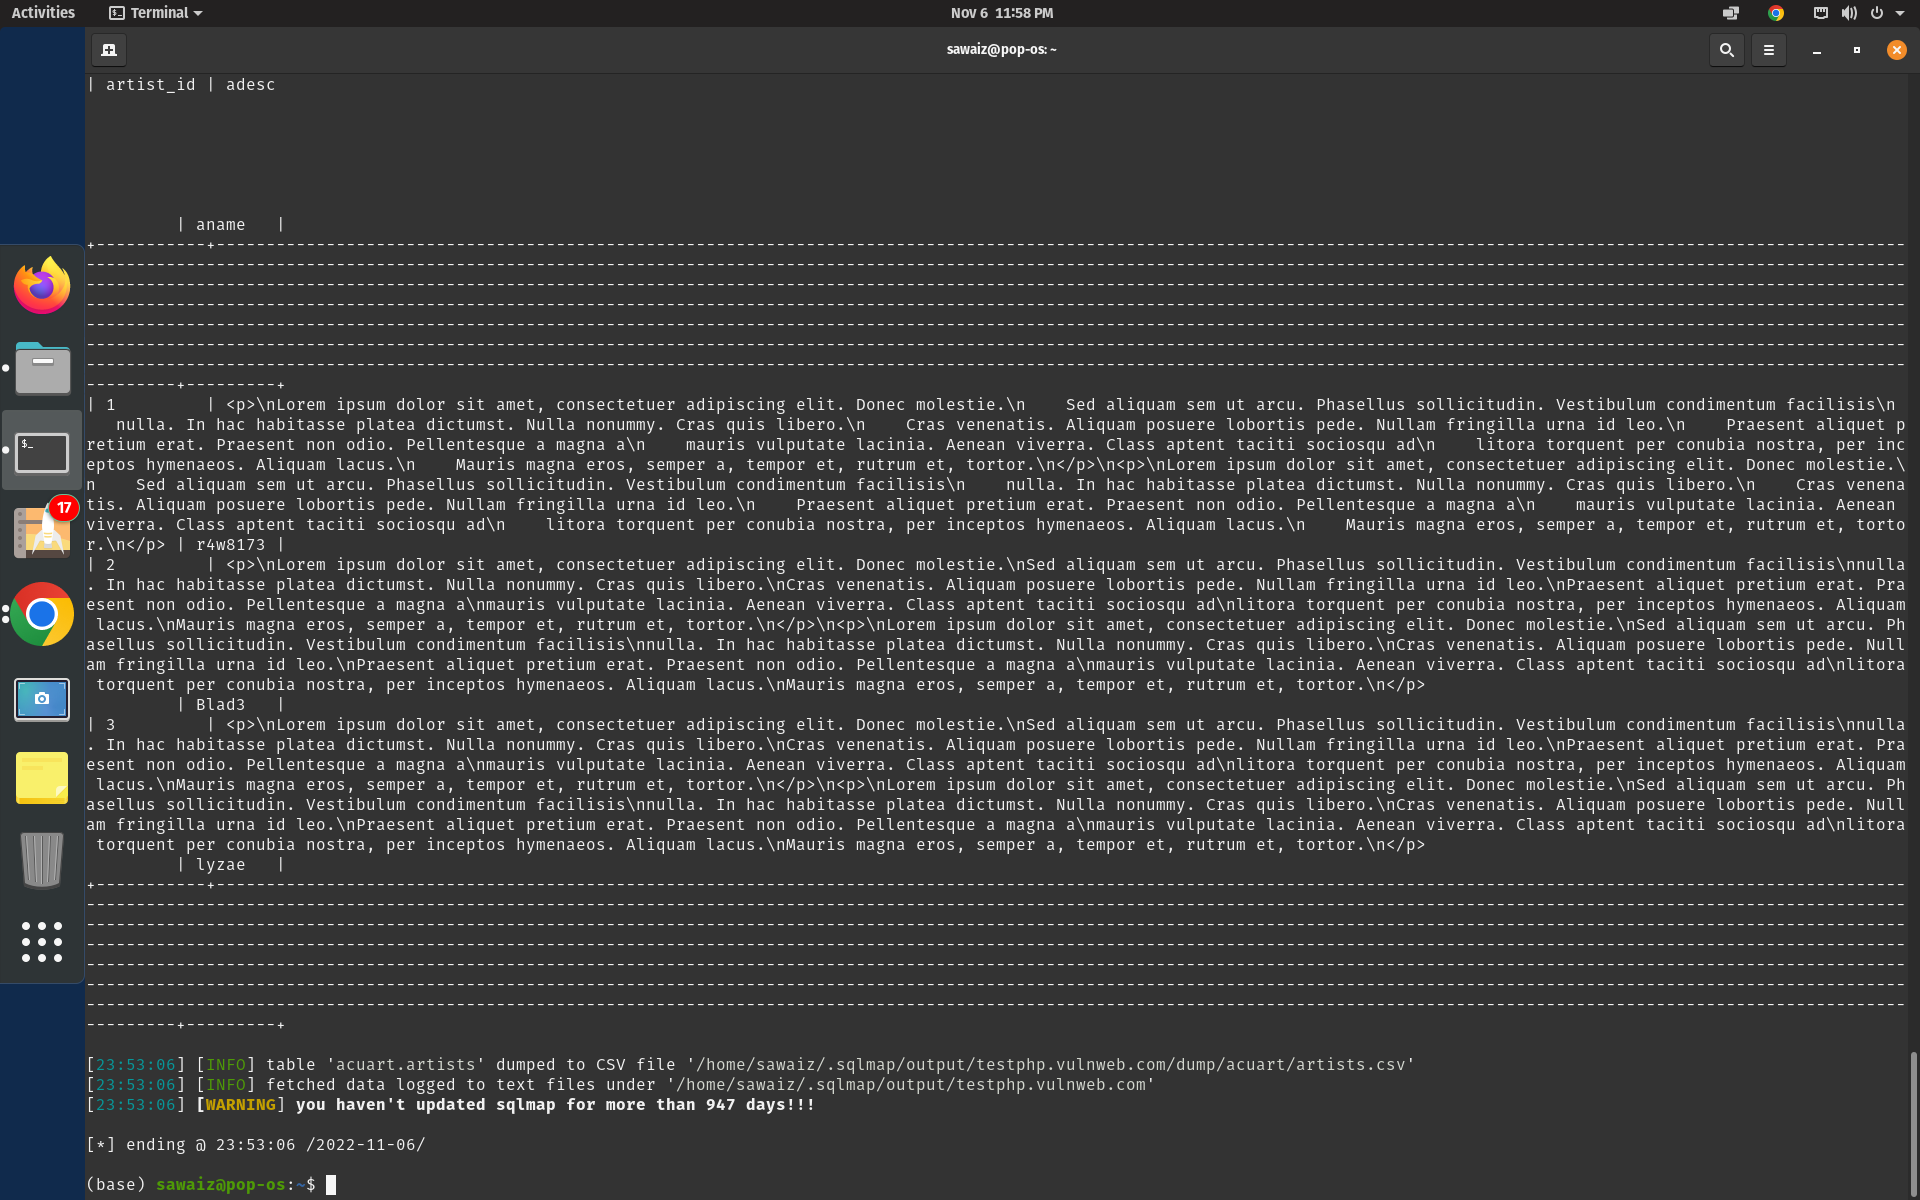 Activities
Terminal
Nov 6 11:58 PM
sawaiz@pop-os: ~
| artist_id | adesc
| aname   |
+-----------+-------------------------------------------------------------------------------------------------------------------------------------------------------------------------
---------+---------+
| 1         | <p>\nLorem ipsum dolor sit amet, consectetuer adipiscing elit. Donec molestie.\n    Sed aliquam sem ut arcu. Phasellus sollicitudin. Vestibulum condimentum facilisis\n
   nulla. In hac habitasse platea dictumst. Nulla nonummy. Cras quis libero.\n    Cras venenatis. Aliquam posuere lobortis pede. Nullam fringilla urna id leo.\n    Praesent aliquet p
retium erat. Praesent non odio. Pellentesque a magna a\n    mauris vulputate lacinia. Aenean viverra. Class aptent taciti sociosqu ad\n    litora torquent per conubia nostra, per inc
eptos hymenaeos. Aliquam lacus.\n    Mauris magna eros, semper a, tempor et, rutrum et, tortor.\n</p>\n<p>\nLorem ipsum dolor sit amet, consectetuer adipiscing elit. Donec molestie.\
n    Sed aliquam sem ut arcu. Phasellus sollicitudin. Vestibulum condimentum facilisis\n    nulla. In hac habitasse platea dictumst. Nulla nonummy. Cras quis libero.\n    Cras venena
tis. Aliquam posuere lobortis pede. Nullam fringilla urna id leo.\n    Praesent aliquet pretium erat. Praesent non odio. Pellentesque a magna a\n    mauris vulputate lacinia. Aenean
viverra. Class aptent taciti sociosqu ad\n    litora torquent per conubia nostra, per inceptos hymenaeos. Aliquam lacus.\n    Mauris magna eros, semper a, tempor et, rutrum et, torto
r.\n</p> | r4w8173 |
| 2         | <p>\nLorem ipsum dolor sit amet, consectetuer adipiscing elit. Donec molestie.\nSed aliquam sem ut arcu. Phasellus sollicitudin. Vestibulum condimentum facilisis\nnulla
. In hac habitasse platea dictumst. Nulla nonummy. Cras quis libero.\nCras venenatis. Aliquam posuere lobortis pede. Nullam fringilla urna id leo.\nPraesent aliquet pretium erat. Pra
esent non odio. Pellentesque a magna a\nmauris vulputate lacinia. Aenean viverra. Class aptent taciti sociosqu ad\nlitora torquent per conubia nostra, per inceptos hymenaeos. Aliquam
 lacus.\nMauris magna eros, semper a, tempor et, rutrum et, tortor.\n</p>\n<p>\nLorem ipsum dolor sit amet, consectetuer adipiscing elit. Donec molestie.\nSed aliquam sem ut arcu. Ph
asellus sollicitudin. Vestibulum condimentum facilisis\nnulla. In hac habitasse platea dictumst. Nulla nonummy. Cras quis libero.\nCras venenatis. Aliquam posuere lobortis pede. Null
am fringilla urna id leo.\nPraesent aliquet pretium erat. Praesent non odio. Pellentesque a magna a\nmauris vulputate lacinia. Aenean viverra. Class aptent taciti sociosqu ad\nlitora
 torquent per conubia nostra, per inceptos hymenaeos. Aliquam lacus.\nMauris magna eros, semper a, tempor et, rutrum et, tortor.\n</p>
| Blad3   |
| 3         | <p>\nLorem ipsum dolor sit amet, consectetuer adipiscing elit. Donec molestie.\nSed aliquam sem ut arcu. Phasellus sollicitudin. Vestibulum condimentum facilisis\nnulla
. In hac habitasse platea dictumst. Nulla nonummy. Cras quis libero.\nCras venenatis. Aliquam posuere lobortis pede. Nullam fringilla urna id leo.\nPraesent aliquet pretium erat. Pra
esent non odio. Pellentesque a magna a\nmauris vulputate lacinia. Aenean viverra. Class aptent taciti sociosqu ad\nlitora torquent per conubia nostra, per inceptos hymenaeos. Aliquam
 lacus.\nMauris magna eros, semper a, tempor et, rutrum et, tortor.\n</p>\n<p>\nLorem ipsum dolor sit amet, consectetuer adipiscing elit. Donec molestie.\nSed aliquam sem ut arcu. Ph
asellus sollicitudin. Vestibulum condimentum facilisis\nnulla. In hac habitasse platea dictumst. Nulla nonummy. Cras quis libero.\nCras venenatis. Aliquam posuere lobortis pede. Null
am fringilla urna id leo.\nPraesent aliquet pretium erat. Praesent non odio. Pellentesque a magna a\nmauris vulputate lacinia. Aenean viverra. Class aptent taciti sociosqu ad\nlitora
 torquent per conubia nostra, per inceptos hymenaeos. Aliquam lacus.\nMauris magna eros, semper a, tempor et, rutrum et, tortor.\n</p>
| lyzae   |
+-----------+-------------------------------------------------------------------------------------------------------------------------------------------------------------------------
---------+---------+
[23:53:06] [INFO] table 'acuart.artists' dumped to CSV file '/home/sawaiz/.sqlmap/output/testphp.vulnweb.com/dump/acuart/artists.csv'
[23:53:06] [INFO] fetched data logged to text files under '/home/sawaiz/.sqlmap/output/testphp.vulnweb.com'
[23:53:06] [WARNING] you haven't updated sqlmap for more than 947 days!!!
[*] ending @ 23:53:06 /2022-11-06/
(base) sawaiz@pop-os:~$
17
$_